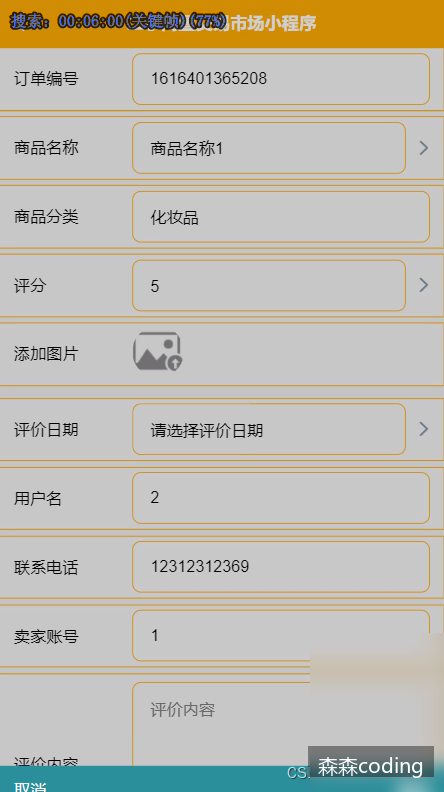 搜索：00:06:00(关键帧)(77%)
市场小程序
订单编号
1616401365208
商品名称
商品名称1
商品分类
化妆品
评分
5
添加图片
评价日期
请选择评价日期
用户名
2
联系电话
12312312369
卖家账号
1
评价内容
评价内容
森森coding
取消